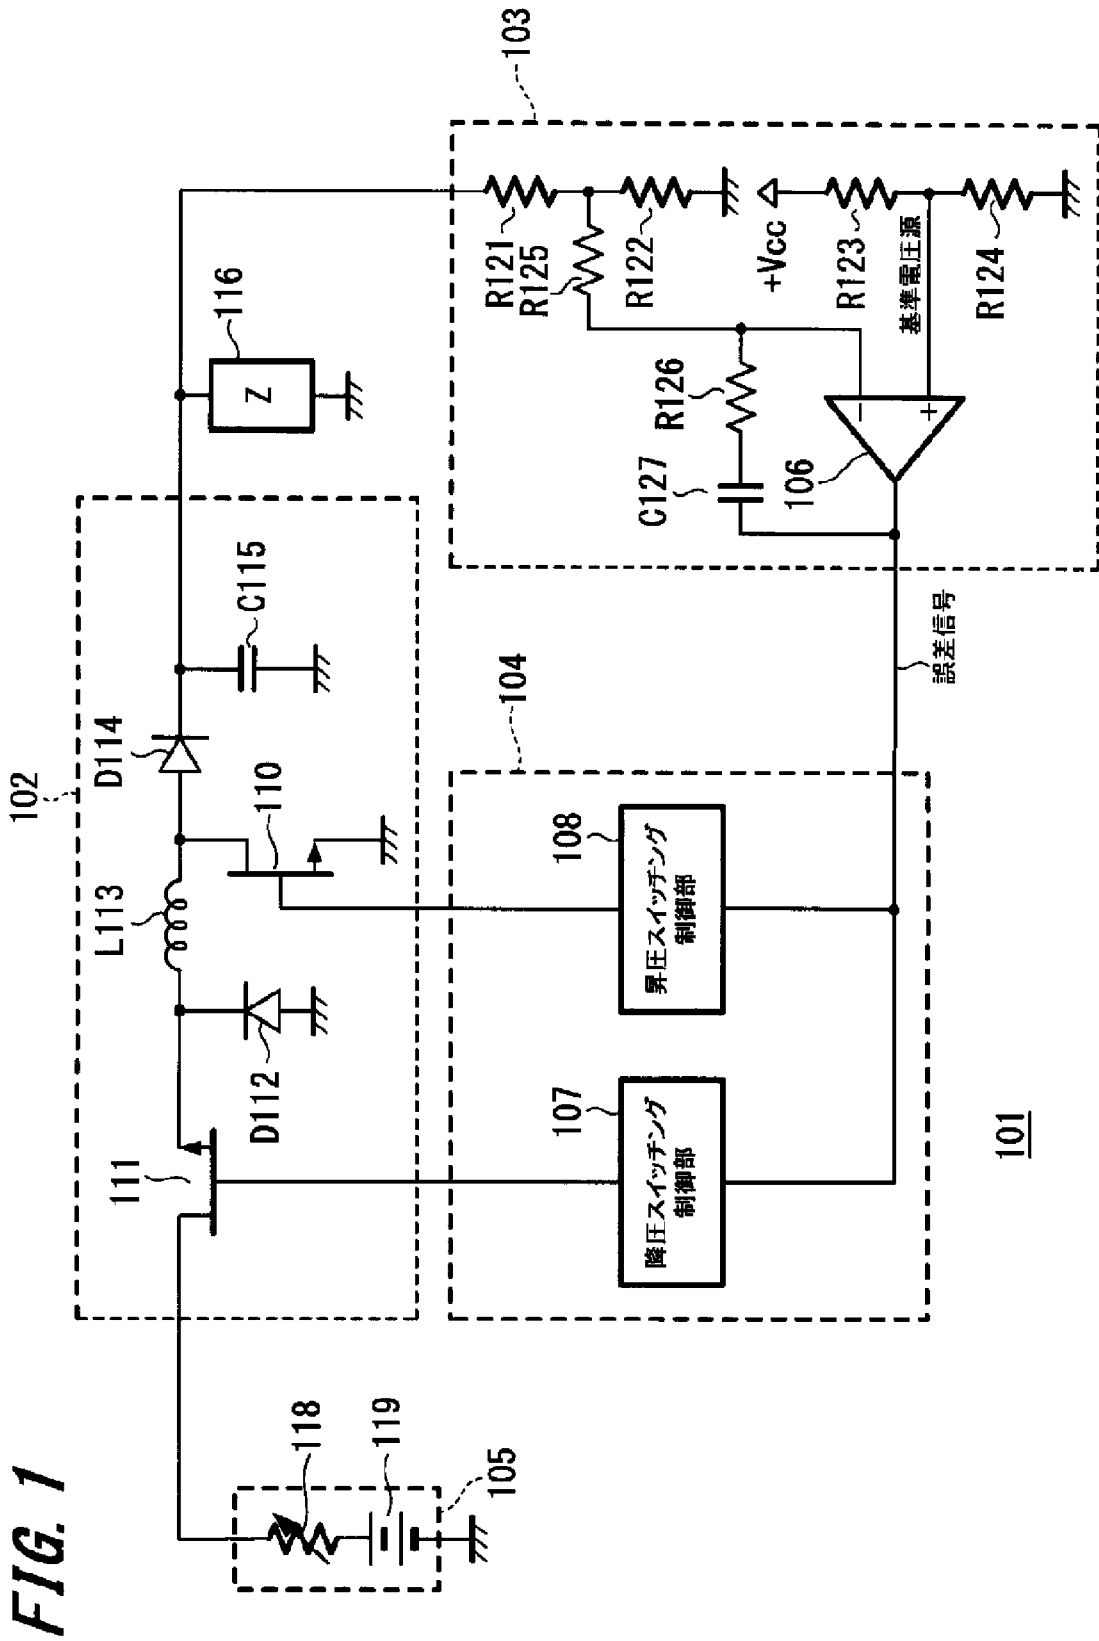 FIG. 1
102
D114
L113
111
D112
110
C115
116
Z
118
119
105
104
107
降圧スイッチング
制御部
108
昇圧スイッチング
制御部
誤差信号
103
R121
R125
R122
+Vcc
R123
基準電圧源
R124
R126
C127
106
−
+
101